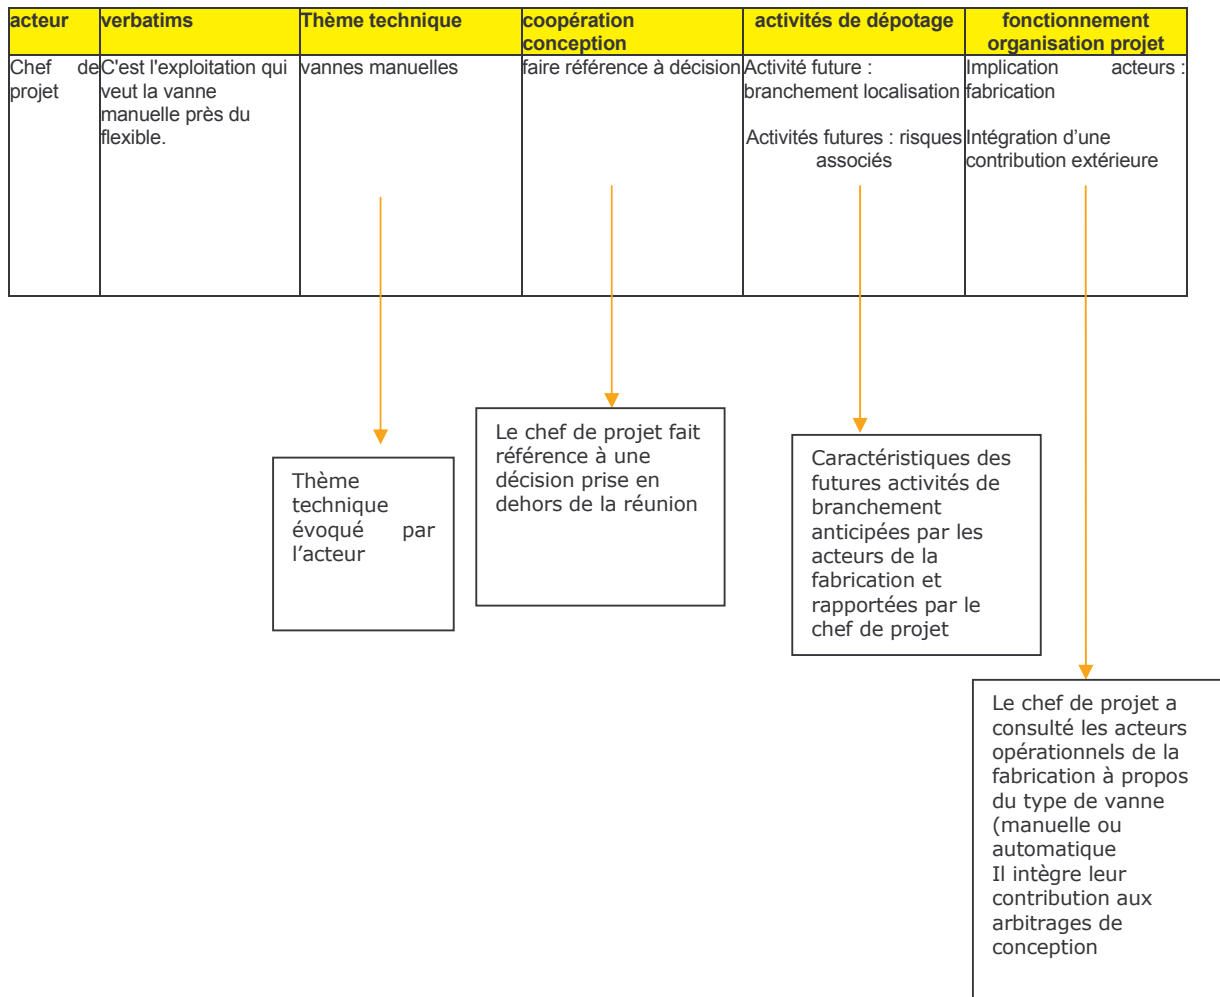 acteur
verbatims
Thème technique
coopération
conception
activités de dépotage
fonctionnement
organisation projet
Chef de
projet
C'est l'exploitation qui
veut la vanne
manuelle près du
flexible.
vannes manuelles
faire référence à décision
Activité future :
branchement localisation
Activités futures : risques
associés
Implication acteurs :
fabrication
Intégration d'une
contribution extérieure
Thème
technique
évoqué par
l'acteur
Le chef de projet fait
référence à une
décision prise en
dehors de la réunion
Caractéristiques des
futures activités de
branchement
anticipées par les
acteurs de la
fabrication et
rapportées par le
chef de projet
Le chef de projet a
consulté les acteurs
opérationnels de la
fabrication à propos
du type de vanne
(manuelle ou
automatique
Il intègre leur
contribution aux
arbitrages de
conception